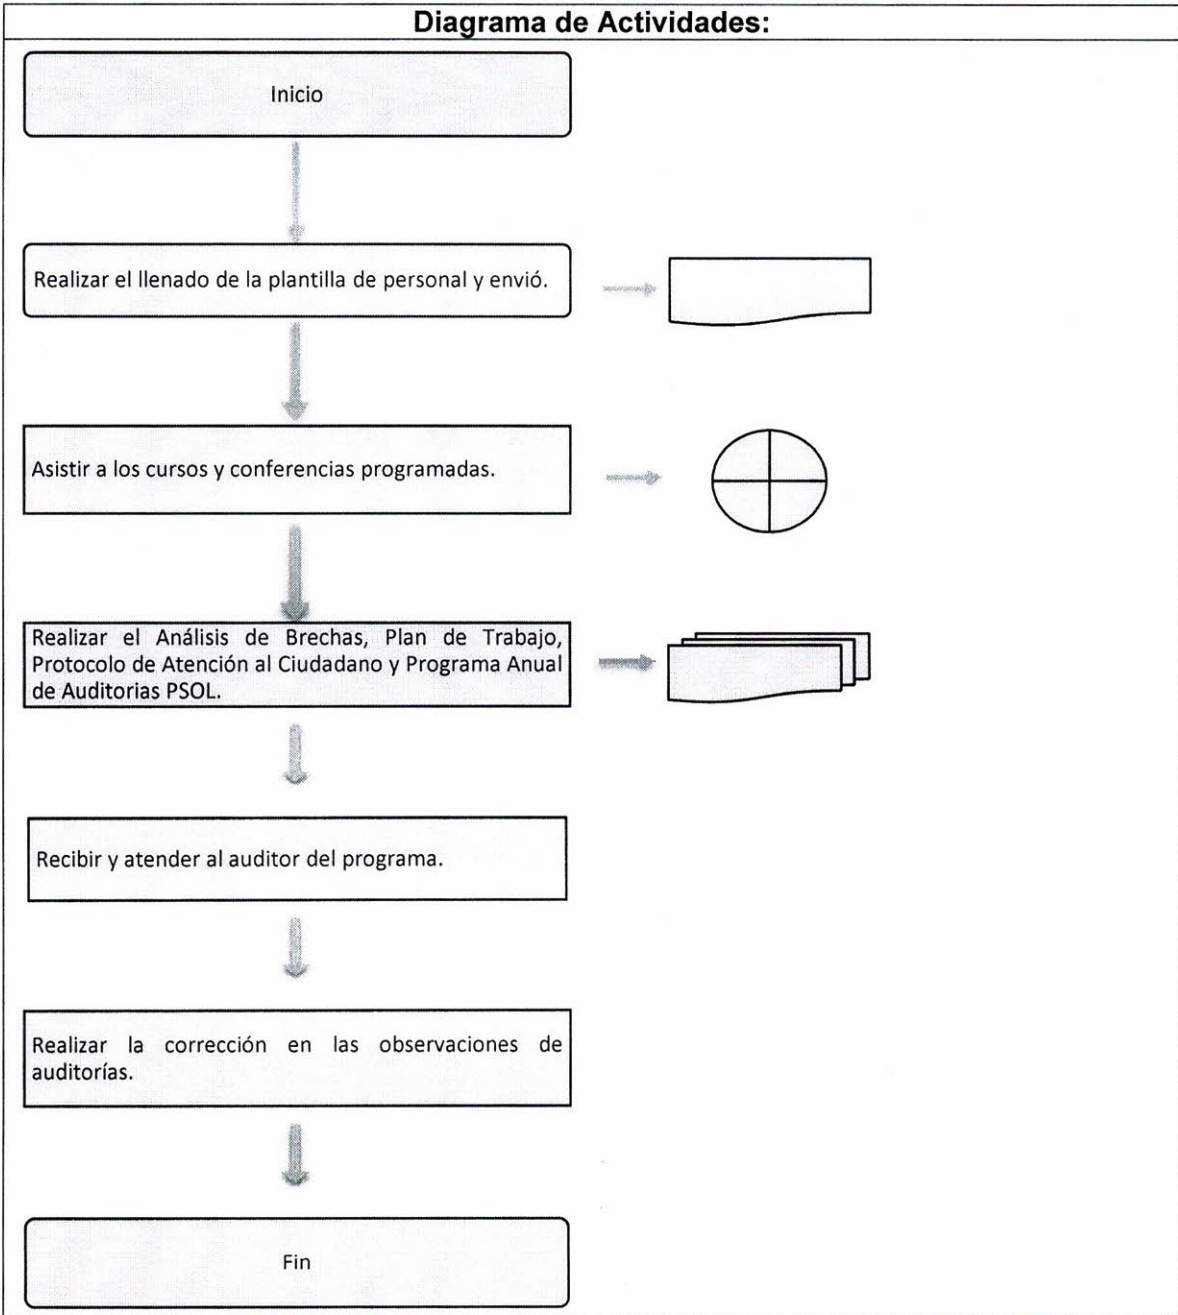 Diagrama de Actividades:
Inicio
Realizar el llenado de la plantilla de personal y envió.
Asistir a los cursos y conferencias programadas.
Realizar el Análisis de Brechas, Plan de Trabajo,
Protocolo de Atención al Ciudadano y Programa Anual
de Auditorias PSOL.
Recibir y atender al auditor del programa.
Realizar la corrección en las observaciones de
auditorías.
Fin